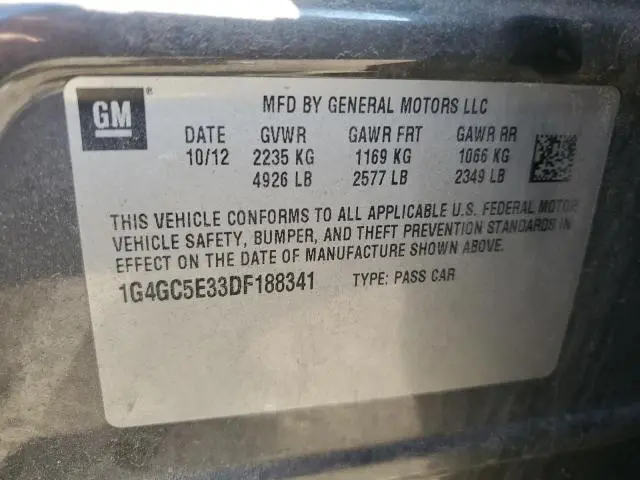 GM ®
MFD BY GENERAL MOTORS LLC
DATE GVWR GAWR FRT GAWR RR
10/12 2235 KG 1169 KG 1066 KG
4926 LB 2577 LB 2349 LB
THIS VEHICLE CONFORMS TO ALL APPLICABLE U.S. FEDERAL MOTOR
VEHICLE SAFETY, BUMPER, AND THEFT PREVENTION STANDARDS IN
EFFECT ON THE DATE OF MANUFACTURE SHOWN ABOVE.
1G4GC5E33DF188341 TYPE: PASS CAR